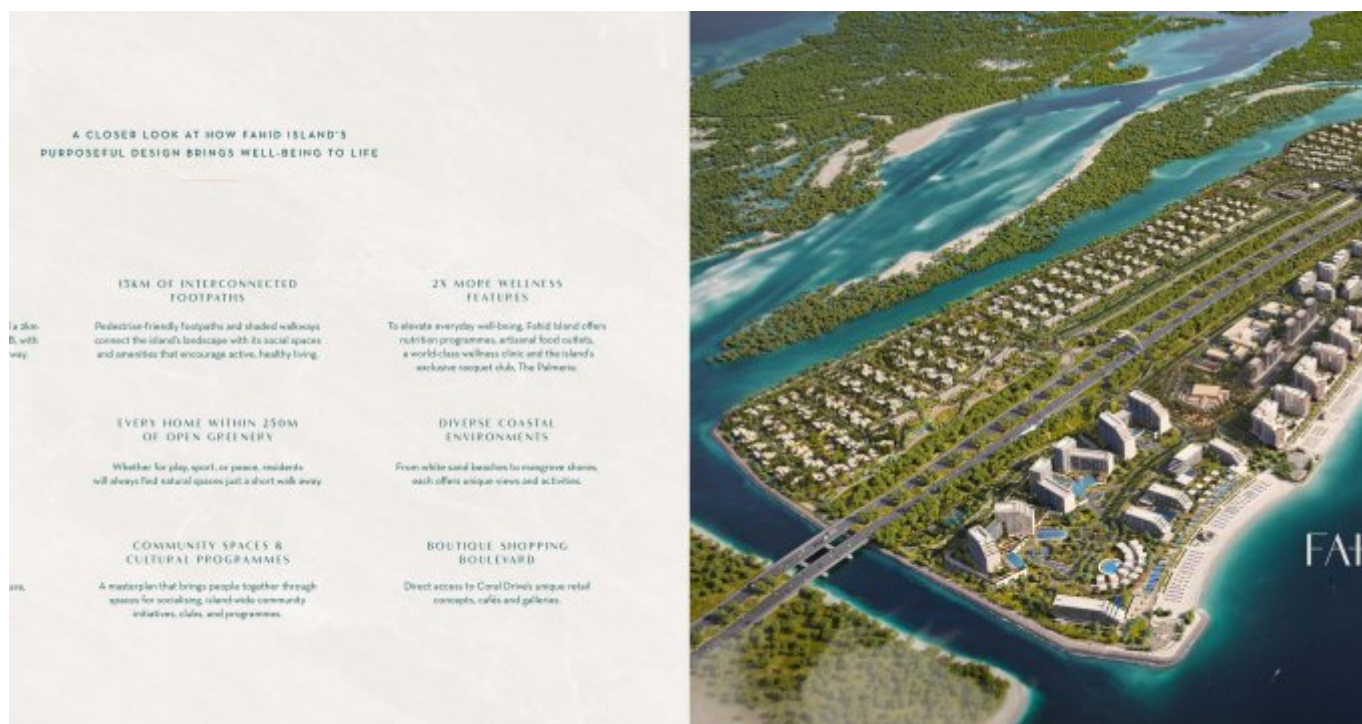 A CLOSER LOOK AT HOW FAHID ISLAND'S
PURPOSEFUL DESIGN BRINGS WELL-BEING TO LIFE
15KM OF INTERCONNECTED
FOOTPATHS
Pedestrian-friendly footpaths and shaded walkways
connect the island's landscape with its social spaces
and amenities that encourage active, healthy living.
2X MORE WELLNESS
FEATURES
To elevate everyday well-being, Fahid Island offers
nutrition programmes, artisanal food outlets,
a world-class wellness clinic and the island's
exclusive racquet club, The Palmeria.
a 2km
with
way.
EVERY HOME WITHIN 250M
OF OPEN GREENERY
Whether for play, sport, or peace, residents
will always find natural spaces just a short walk away.
DIVERSE COASTAL
ENVIRONMENTS
From white sand beaches to mangrove shores,
each offers unique views and activities.
COMMUNITY SPACES &
CULTURAL PROGRAMMES
A masterplan that brings people together through
spaces for socialising, island-wide community
initiatives, clubs, and programmes.
BOUTIQUE SHOPPING
BOULEVARD
Direct access to Coral Drive's unique retail
concepts, cafés and galleries.
FAH